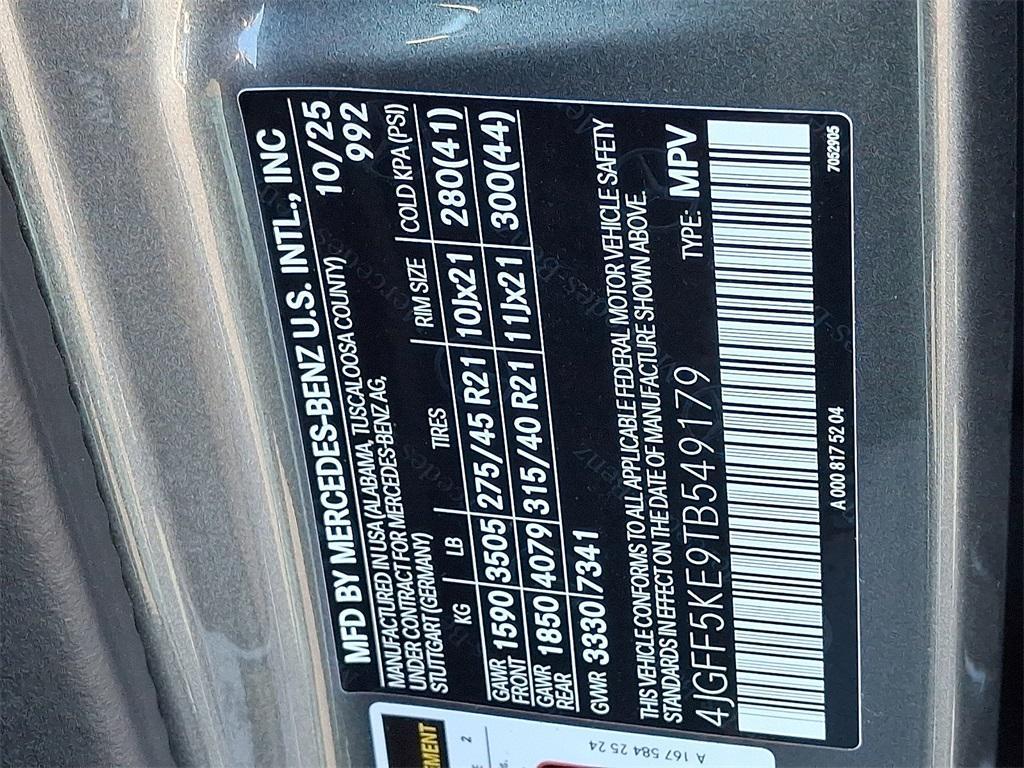 MFD BY MERCEDES-BENZ U.S. INTL., INC 10/25
MANUFACTURED IN USA (ALABAMA, TUSCALOOSA COUNTY) 992
UNDER CONTRACT FOR MERCEDES-BENZ AG,
STUTTGART (GERMANY)
KG LB TIRES RIM SIZE COLD KPA (PSI)
GAWR FRONT 1590 3505 275/45 R21 10Jx21 280(41)
GAWR REAR 1850 4079 315/40 R21 11Jx21 300(44)
GWR 3330 7341
THIS VEHICLE CONFORMS TO ALL APPLICABLE FEDERAL MOTOR VEHICLE SAFETY
STANDARDS IN EFFECT ON THE DATE OF MANUFACTURE SHOWN ABOVE.
4JGFF5KE9TB549179 TYPE: MPV
A 000 817 52 04 7052905
A 167 584 25 24
2